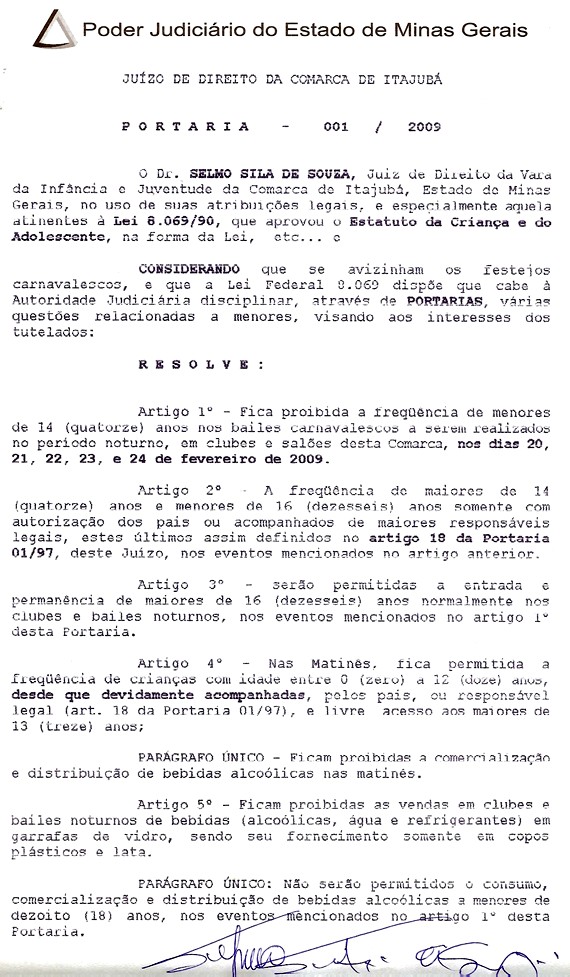 Poder Judiciário do Estado de Minas Gerais
JUÍZO DE DIREITO DA COMARCA DE ITAJUBÁ
P O R T A R I A - 001 / 2009
O Dr. SELMO SILA DE SOUZA, Juiz de Direito da Vara
da Infância e Juventude da Comarca de Itajubá, Estado de Minas
Gerais, no uso de suas atribuições legais, e especialmente aquela
atinentes à Lei 8.069/90, que aprovou o Estatuto da Criança e do
Adolescente, na forma da Lei, etc... e
CONSIDERANDO que se avizinham os festejos
carnavalescos, e que a Lei Federal 8.069 dispõe que cabe à
Autoridade Judiciária disciplinar, através de PORTARIAS, várias
questões relacionadas a menores, visando aos interesses dos
tutelados:
R E S O L V E :
Artigo 1º - Fica proibida a freqüência de menores
de 14 (quatorze) anos nos bailes carnavalescos a serem realizados
no período noturno, em clubes e salões desta Comarca, nos dias 20,
21, 22, 23, e 24 de fevereiro de 2009.
Artigo 2º - A freqüência de maiores de 14
(quatorze) anos e menores de 16 (dezesseis) anos somente com
autorização dos pais ou acompanhados de maiores responsáveis
legais, estes últimos assim definidos no artigo 18 da Portaria
01/97, deste Juízo, nos eventos mencionados no artigo anterior.
Artigo 3º - serão permitidas a entrada e
permanência de maiores de 16 (dezesseis) anos normalmente nos
clubes e bailes noturnos, nos eventos mencionados no artigo 1º
desta Portaria.
Artigo 4º - Nas Matinês, fica permitida a
freqüência de crianças com idade entre 0 (zero) a 12 (doze) anos,
desde que devidamente acompanhadas, pelos pais, ou responsável
legal (art. 18 da Portaria 01/97), e livre acesso aos maiores de
13 (treze) anos;
PARÁGRAFO ÚNICO - Ficam proibidas a comercialização
e distribuição de bebidas alcoólicas nas matinês.
Artigo 5º - Ficam proibidas as vendas em clubes e
bailes noturnos de bebidas (alcoólicas, água e refrigerantes) em
garrafas de vidro, sendo seu fornecimento somente em copos
plásticos e lata.
PARÁGRAFO ÚNICO: Não serão permitidos o consumo,
comercialização e distribuição de bebidas alcoólicas a menores de
dezoito (18) anos, nos eventos mencionados no artigo 1º desta
Portaria.